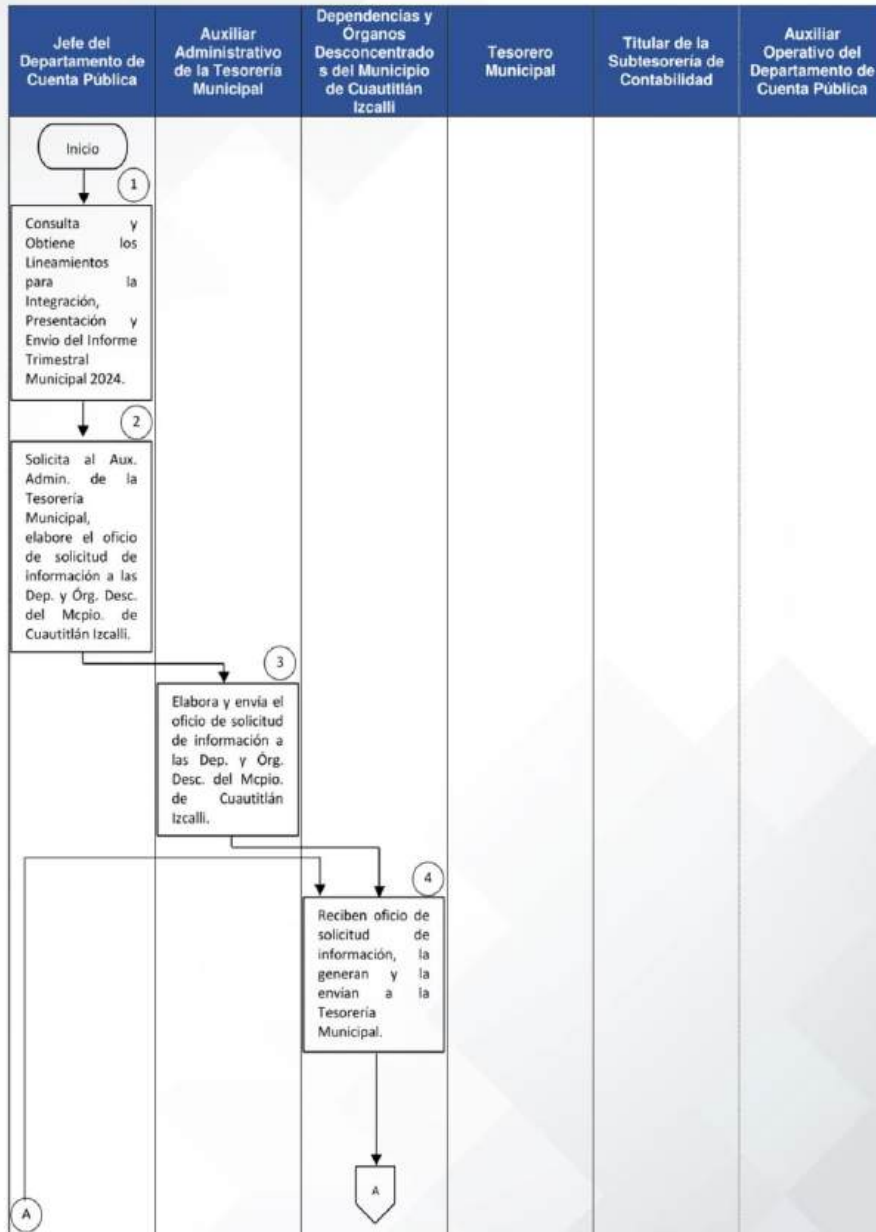 Jefe del
Departamento de
Cuenta Pública
Auxiliar
Administrativo
de la Tesorería
Municipal
Dependencias y
Órganos
Desconcentrado
s del Municipio
de Cuautitlán
Izcalli
Tesorero
Municipal
Titular de la
Subtesorería de
Contabilidad
Auxiliar
Operativo del
Departamento de
Cuenta Pública
Inicio
1
Consulta y
Obtiene los
Lineamientos
para la
Integración,
Presentación y
Envio del Informe
Trimestral
Municipal 2024.
2
Solicita al Aux.
Admin. de la
Tesorería
Municipal,
elabore el oficio
de solicitud de
información a las
Dep. y Órg. Desc.
del Mcpio. de
Cuautitlán Izcalli.
3
Elabora y envía el
oficio de solicitud
de información a
las Dep. y Órg.
Desc. del Mcpio.
de Cuautitlán
Izcalli.
4
Reciben oficio de
solicitud de
información, la
generan y la
envían a la
Tesorería
Municipal.
A
A